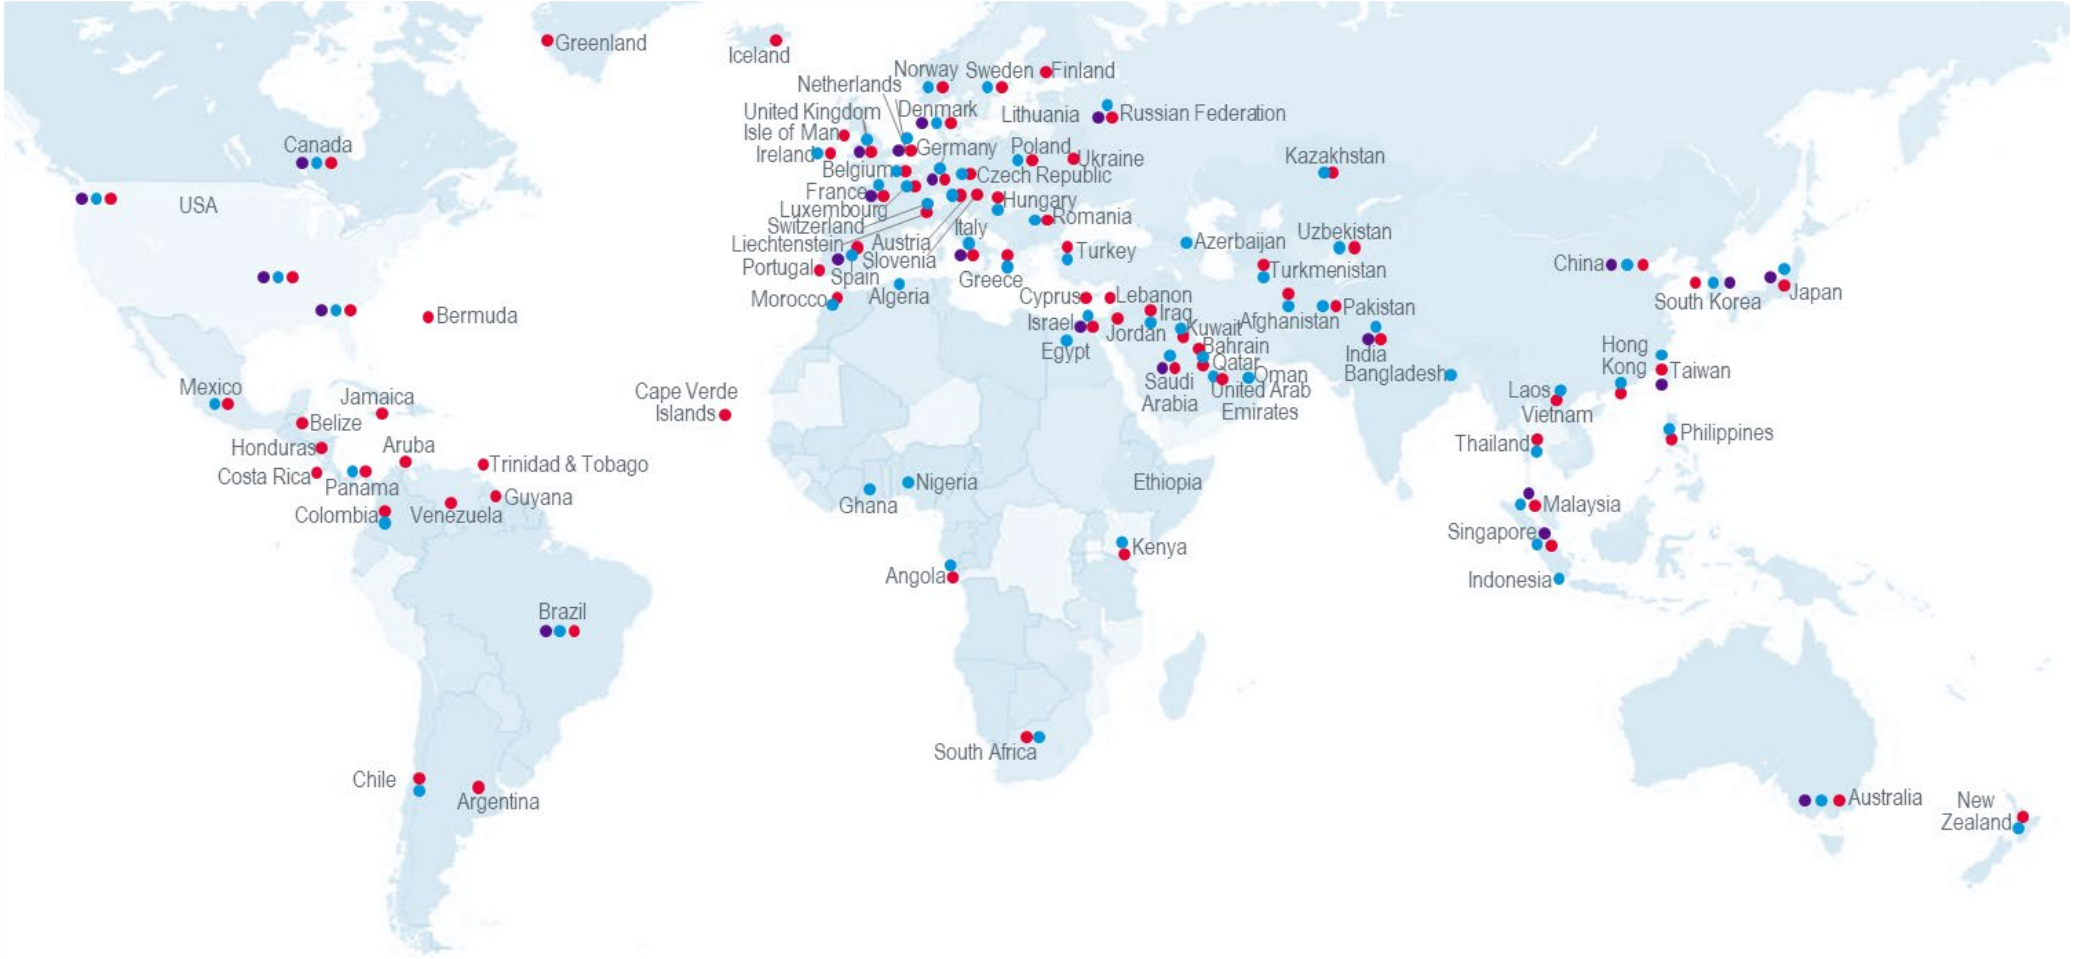 Greenland
Iceland
Norway
Sweden
Finland
Netherlands
United Kingdom
Denmark
Lithuania
Russian Federation
Isle of Man
Ireland
Germany
Poland
Ukraine
Canada
Kazakhstan
Belgium
Czech Republic
France
Hungary
USA
Luxembourg
Romania
Switzerland
Italy
Liechtenstein
Austria
Slovenia
Turkey
Azerbaijan
Uzbekistan
Portugal
Spain
Greece
Turkmenistan
China
South Korea
Japan
Morocco
Algeria
Cyprus
Lebanon
Iraq
Bermuda
Israel
Jordan
Kuwait
Afghanistan
Pakistan
Egypt
Bahrain
Qatar
India
Hong
Kong
Taiwan
Saudi
Arabia
Oman
United Arab
Emirates
Bangladesh
Mexico
Jamaica
Cape Verde
Islands
Laos
Vietnam
Belize
Honduras
Aruba
Thailand
Philippines
Costa Rica
Trinidad & Tobago
Panama
Guyana
Nigeria
Ethiopia
Ghana
Colombia
Venezuela
Malaysia
Singapore
Kenya
Angola
Indonesia
Brazil
South Africa
Chile
Argentina
Australia
New
Zealand